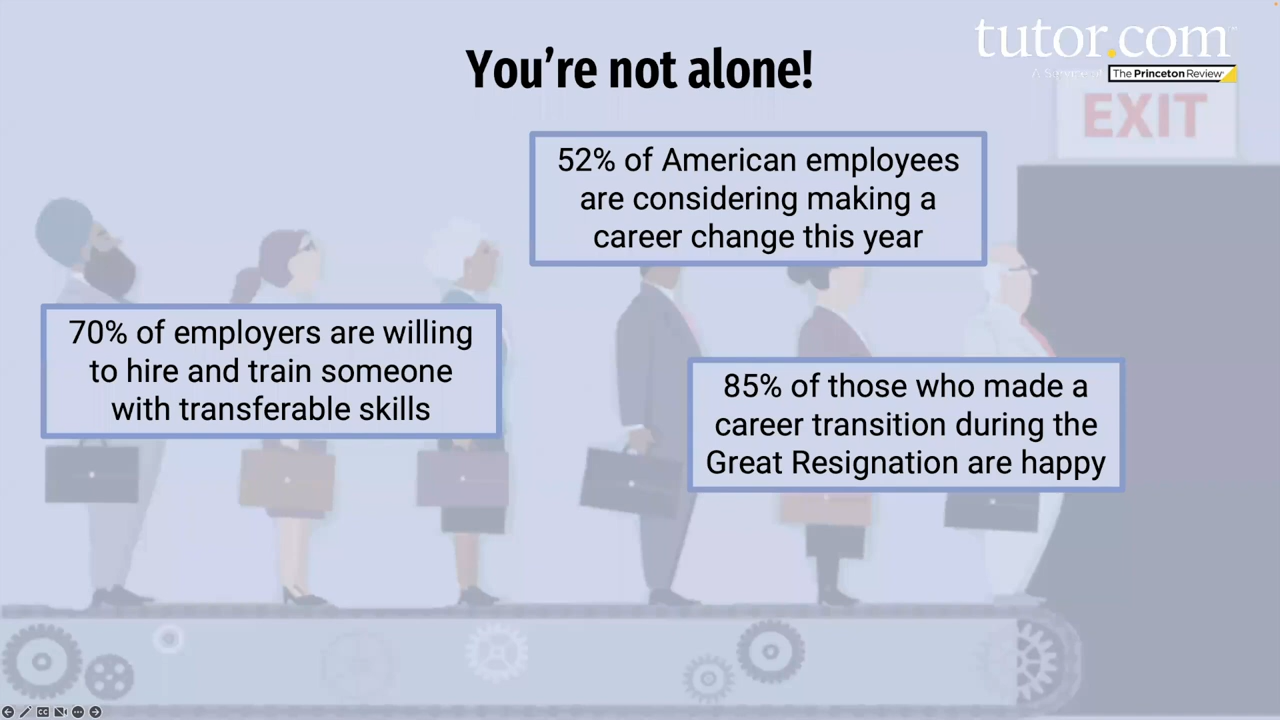 tutor.com
You're not alone!
A Service of The Princeton Review
EXIT
52% of American employees
are considering making a
career change this year
70% of employers are willing
to hire and train someone
with transferable skills
85% of those who made a
career transition during the
Great Resignation are happy